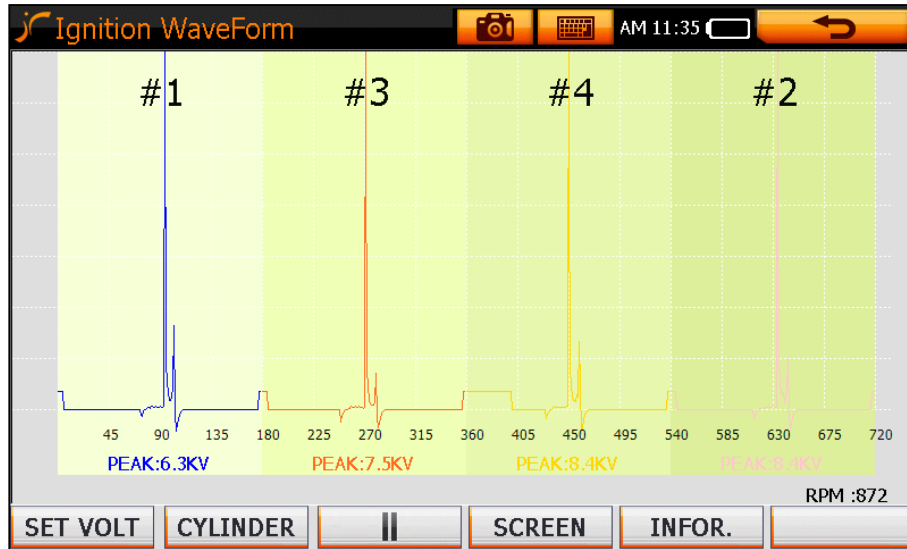 Ignition WaveForm
AM 11:35
#1 #3 #4 #2
45 90 135 180 225 270 315 360 405 450 495 540 585 630 675 720
PEAK:6.3KV PEAK:7.5KV PEAK:8.4KV PEAK:8.4KV
RPM :872
SET VOLT CYLINDER SCREEN INFOR.